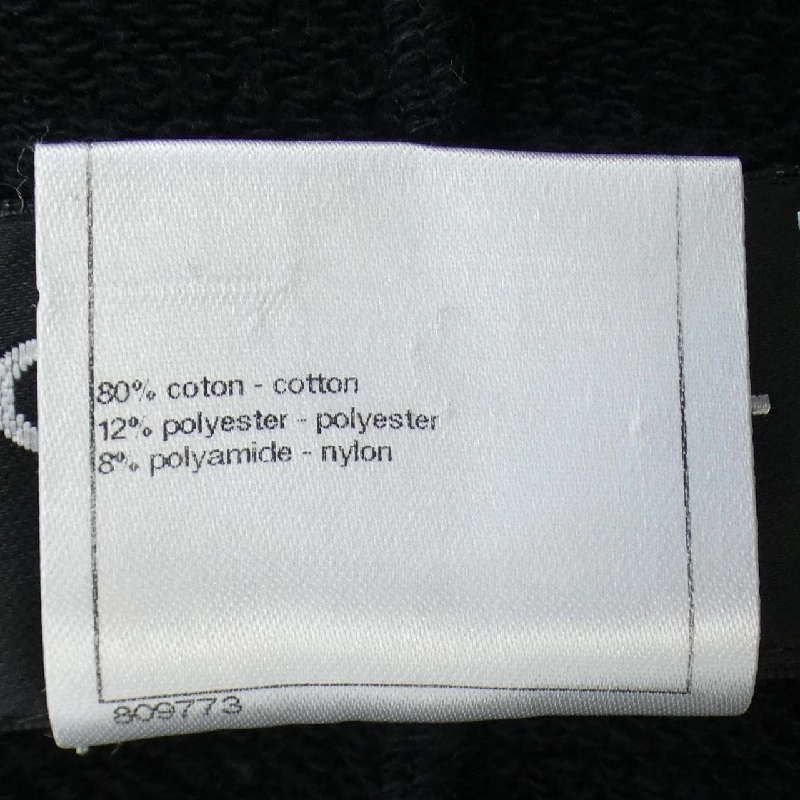 80% coton - cotton
12% polyester - polyester
8% polyamide - nylon
809773